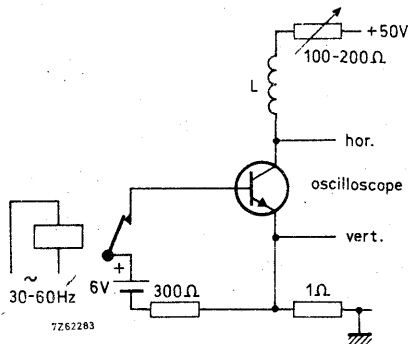 +50V
100-200Ω
L
hor.
oscilloscope
vert.
~
30-60Hz
+
6V
300Ω
1Ω
7Z62283